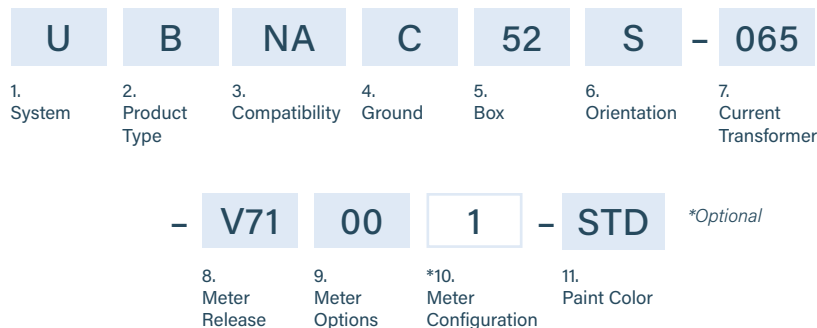 U B NA C 52 S – 065
1. 2. 3. 4. 5. 6. 7.
System Product Compatibility Ground Box Orientation Current
Type Transformer
– V71 00 1 – STD *Optional
8. 9. *10. 11.
Meter Meter Meter Paint Color
Release Options Configuration